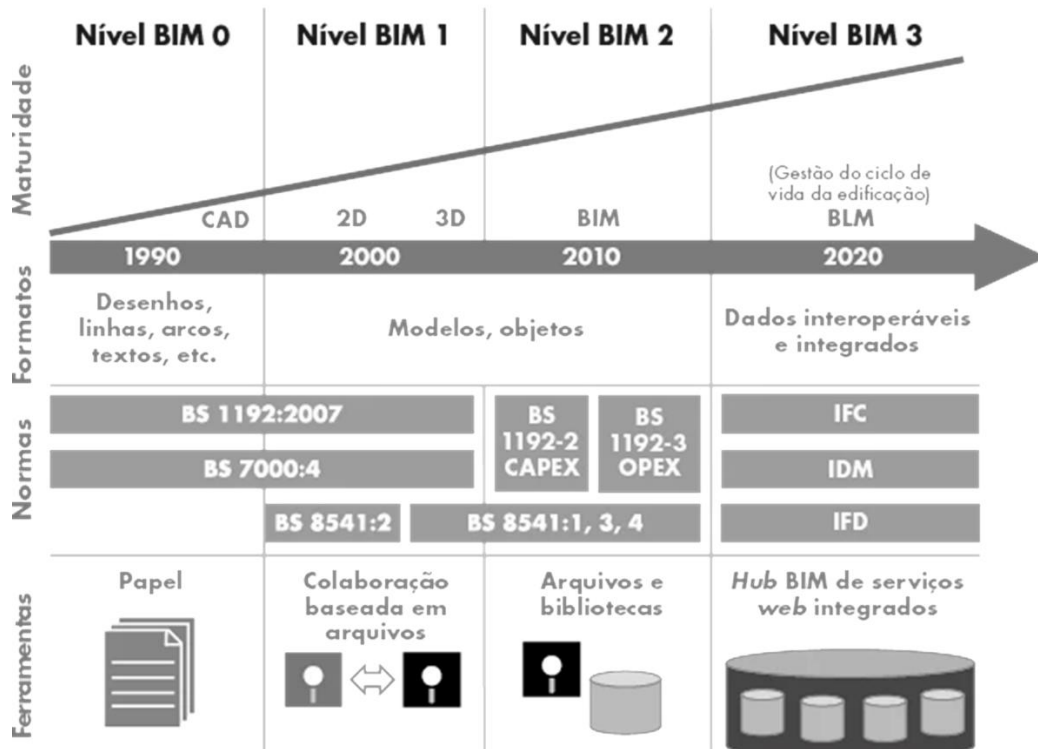 Nível BIM 0
Nível BIM 1
Nível BIM 2
Nível BIM 3
Maturidade
(Gestão do ciclo de
vida da edificação)
CAD
2D
3D
BIM
BLM
1990
2000
2010
2020
Formatos
Desenhos,
linhas, arcos,
textos, etc.
Modelos, objetos
Dados interoperáveis
e integrados
Normas
BS 1192:2007
BS 7000:4
BS 8541:2
BS 8541:1, 3, 4
BS
1192-2
CAPEX
BS
1192-3
OPEX
IFC
IDM
IFD
Ferramentas
Papel
Colaboração
baseada em
arquivos
Arquivos e
bibliotecas
Hub BIM de serviços
web integrados